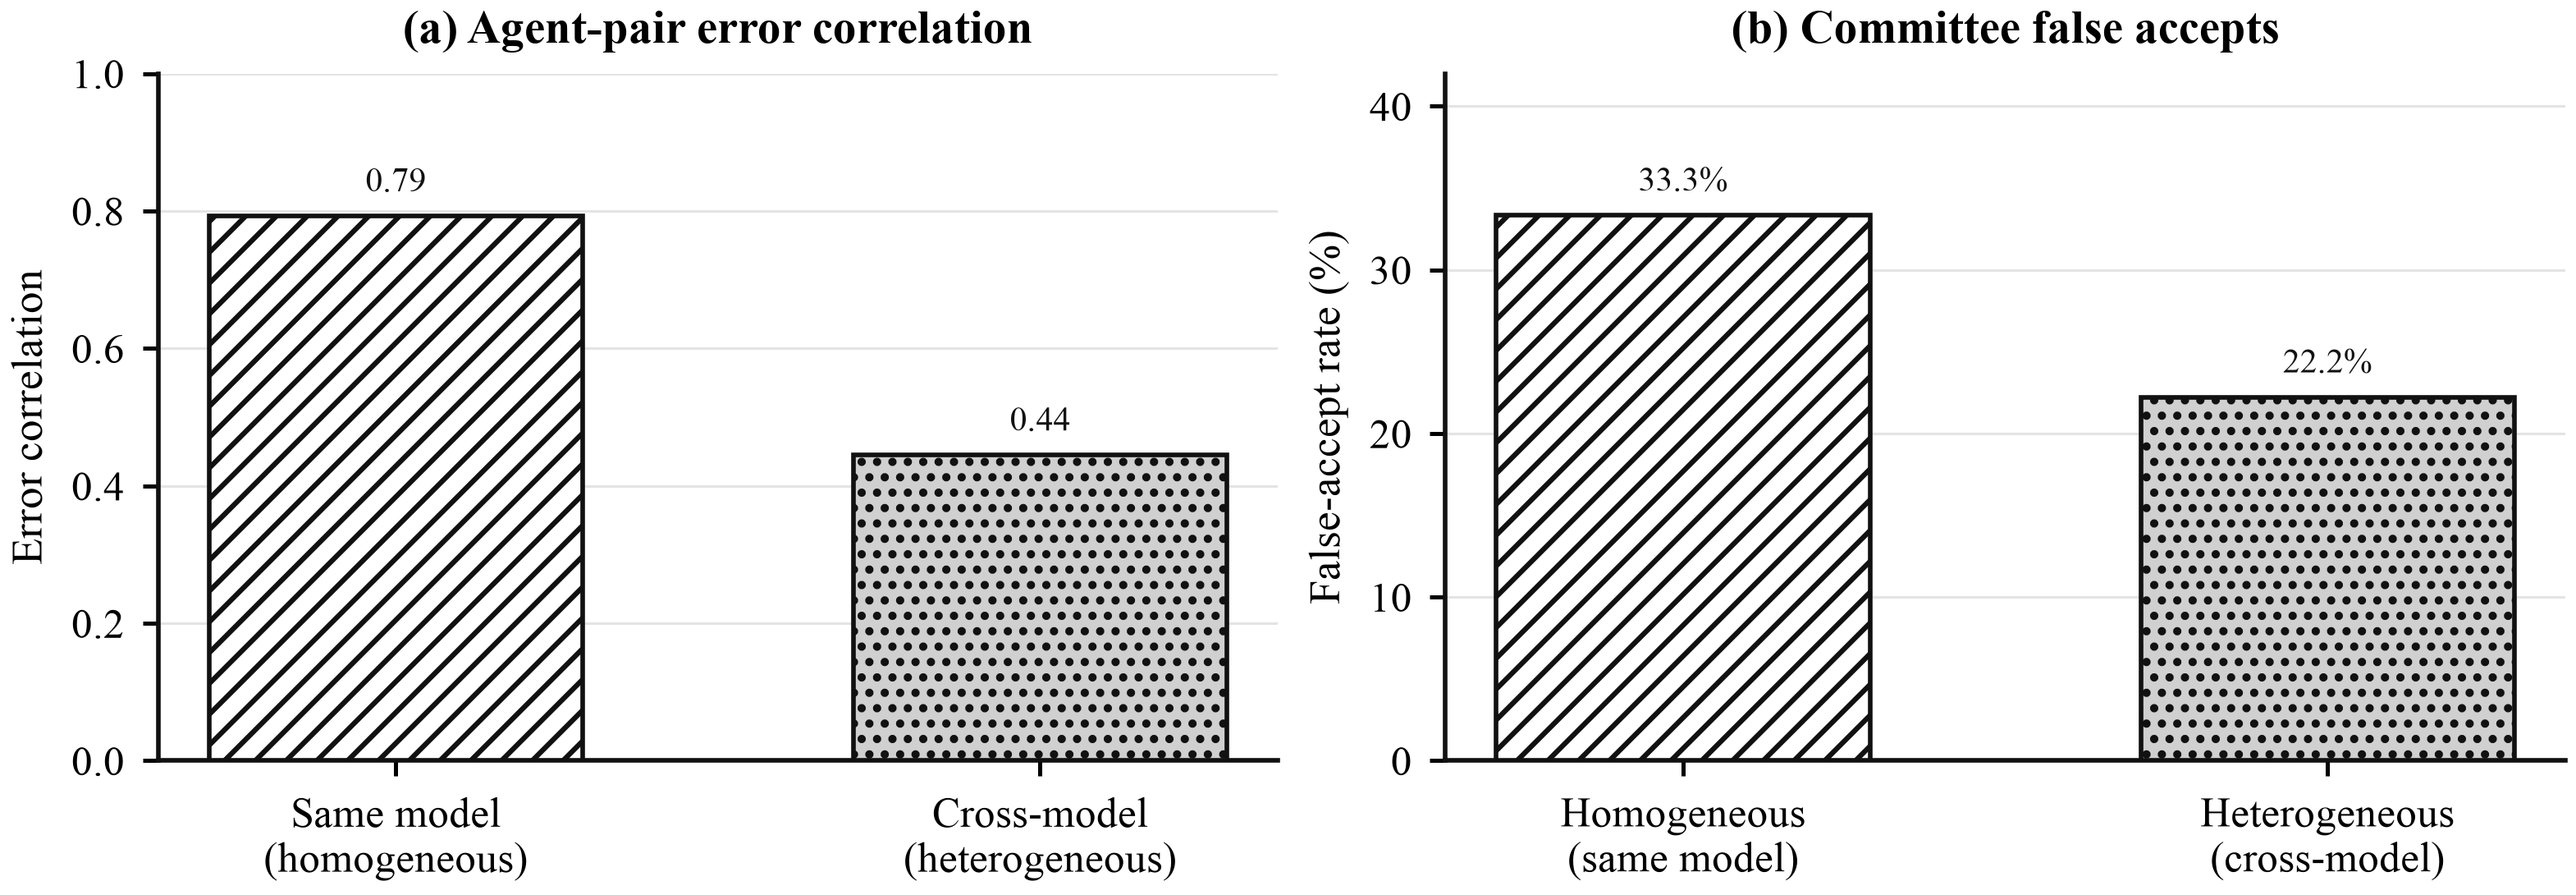 (a) Agent-pair error correlation
Error correlation
1.0
0.8
0.6
0.4
0.2
0.0
0.79
0.44
Same model
(homogeneous)
Cross-model
(heterogeneous)
(b) Committee false accepts
False-accept rate (%)
40
30
20
10
0
33.3%
22.2%
Homogeneous
(same model)
Heterogeneous
(cross-model)